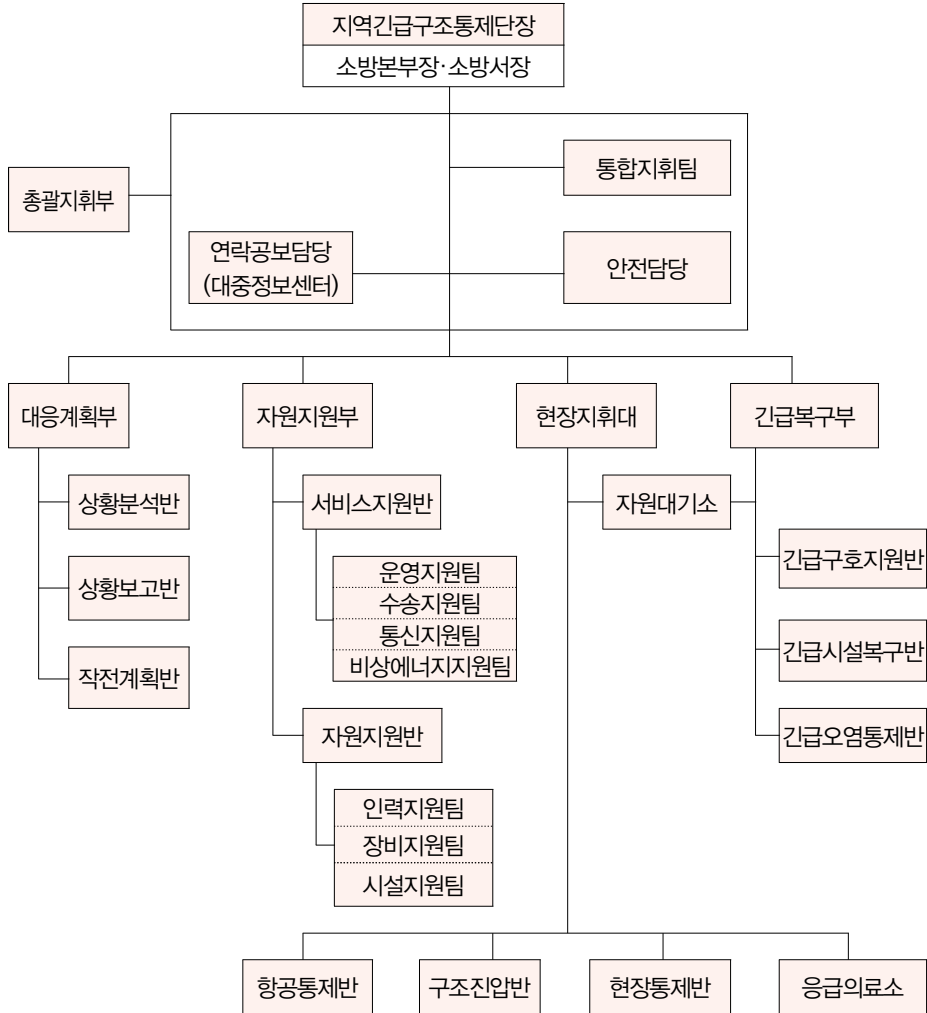 지역긴급구조통제단장
소방본부장·소방서장
통합지휘팀
총괄지휘부
연락공보담당
(대중정보센터)
안전담당
대응계획부
자원지원부
현장지휘대
긴급복구부
상황분석반
서비스지원반
자원대기소
긴급구호지원반
상황보고반
운영지원팀
수송지원팀
통신지원팀
비상에너지지원팀
긴급시설복구반
작전계획반
자원지원반
긴급오염통제반
인력지원팀
장비지원팀
시설지원팀
항공통제반
구조진압반
현장통제반
응급의료소